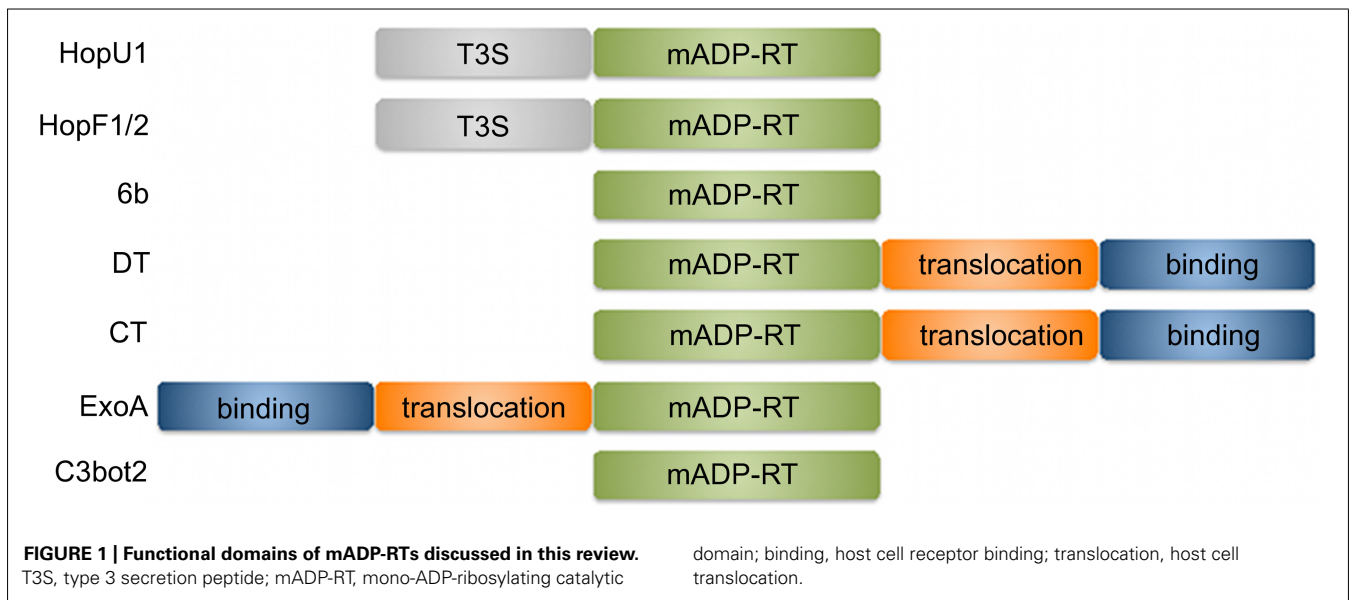 HopU1 T3S mADP-RT
HopF1/2 T3S mADP-RT
6b mADP-RT
DT mADP-RT translocation binding
CT mADP-RT translocation binding
ExoA binding translocation mADP-RT
C3bot2 mADP-RT
FIGURE 1 | Functional domains of mADP-RTs discussed in this review.
T3S, type 3 secretion peptide; mADP-RT, mono-ADP-ribosylating catalytic
domain; binding, host cell receptor binding; translocation, host cell
translocation.